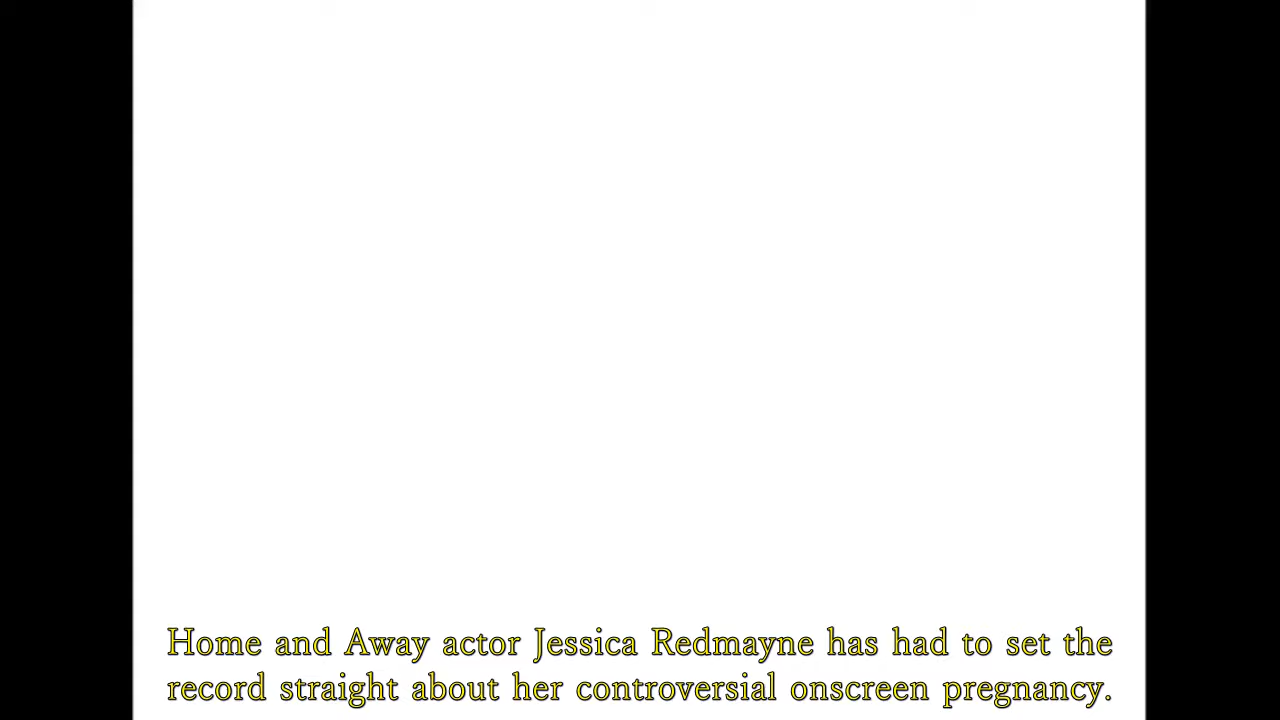 Home and Away actor Jessica Redmayne has had to set the
record straight about her controversial onscreen pregnancy.